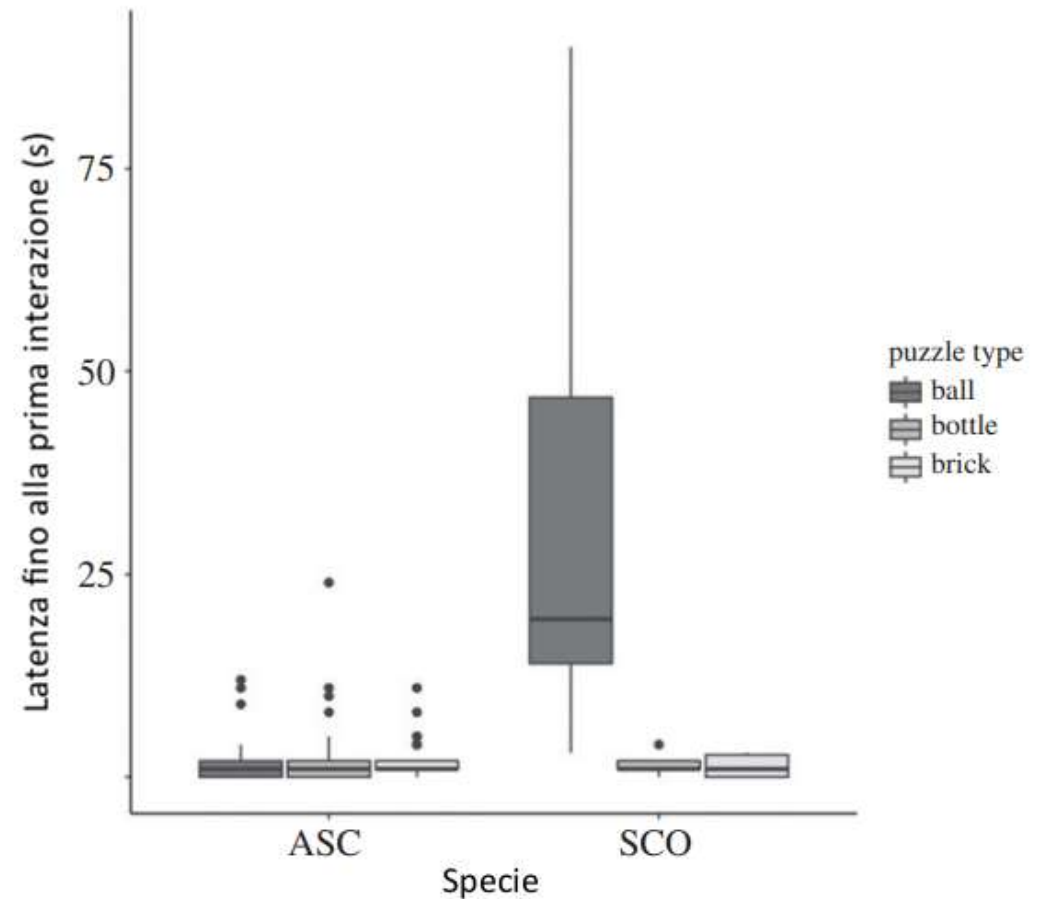 Latenza fino alla prima interazione (s)
75
50
25
ASC
SCO
Specie
puzzle type
ball
bottle
brick